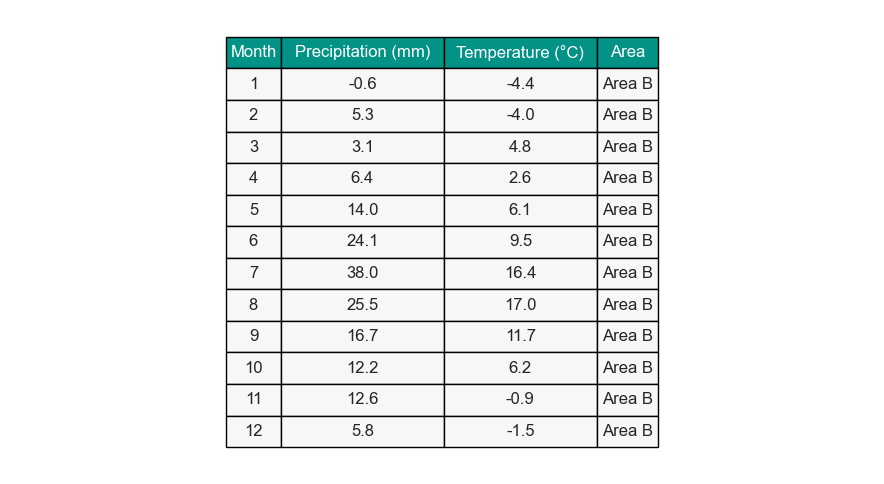 Month Precipitation (mm) Temperature (°C) Area
1 -0.6 -4.4 Area B
2 5.3 -4.0 Area B
3 3.1 4.8 Area B
4 6.4 2.6 Area B
5 14.0 6.1 Area B
6 24.1 9.5 Area B
7 38.0 16.4 Area B
8 25.5 17.0 Area B
9 16.7 11.7 Area B
10 12.2 6.2 Area B
11 12.6 -0.9 Area B
12 5.8 -1.5 Area B